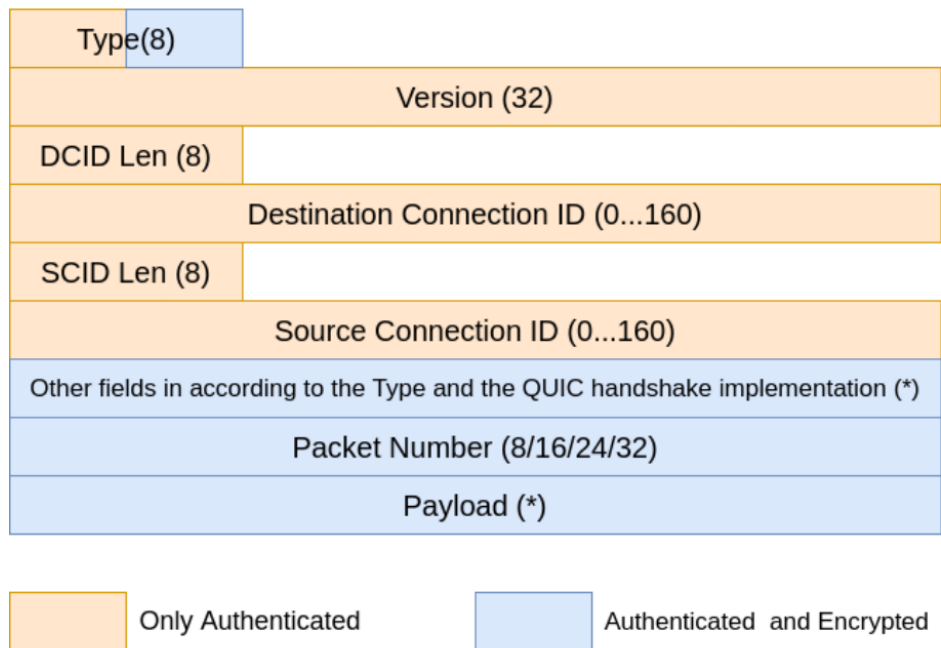 Type(8)
Version (32)
DCID Len (8)
Destination Connection ID (0...160)
SCID Len (8)
Source Connection ID (0...160)
Other fields in according to the Type and the QUIC handshake implementation (*)
Packet Number (8/16/24/32)
Payload (*)
Only Authenticated
Authenticated and Encrypted